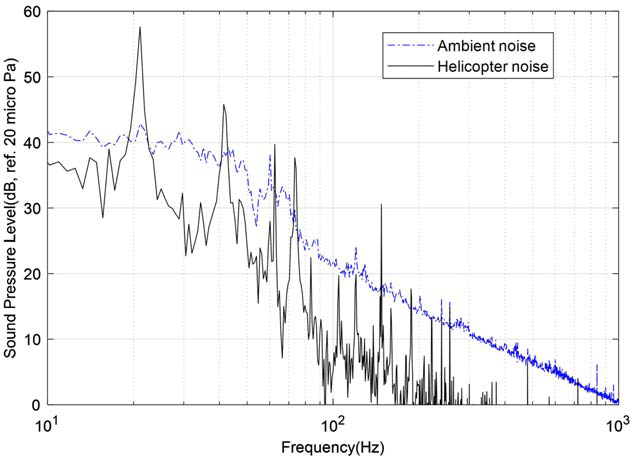 60
50
40
30
20
10
0
Sound Pressure Level(dB, ref. 20 micro Pa)
Ambient noise
Helicopter noise
10^1 10^2 10^3
Frequency(Hz)